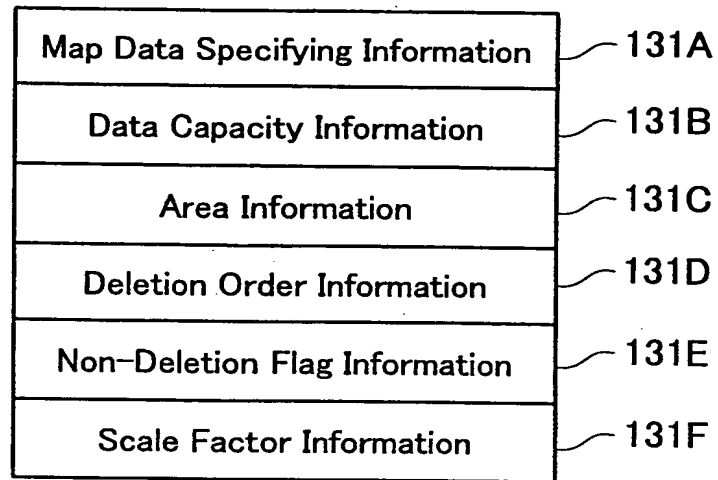 Map Data Specifying Information 131A
Data Capacity Information 131B
Area Information 131C
Deletion Order Information 131D
Non-Deletion Flag Information 131E
Scale Factor Information 131F